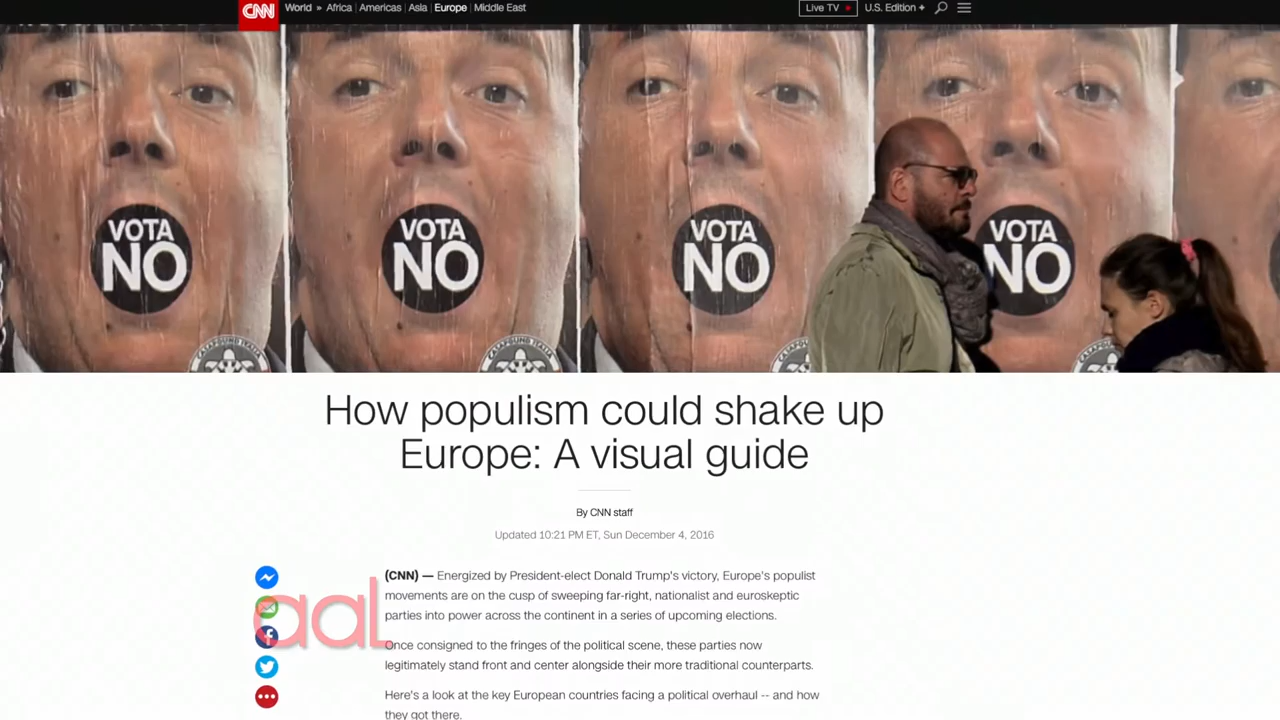 CNN World » Africa | Americas | Asia | Europe | Middle East Live TV U.S. Edition +
VOTA NO
VOTA NO
VOTA NO
VOTA NO
CASAPOUND ITALIA
CASAPOUND ITALIA
How populism could shake up
Europe: A visual guide
By CNN staff
Updated 10:21 PM ET, Sun December 4, 2016
(CNN) — Energized by President-elect Donald Trump's victory, Europe's populist
movements are on the cusp of sweeping far-right, nationalist and euroskeptic
parties into power across the continent in a series of upcoming elections.
aal
Once consigned to the fringes of the political scene, these parties now
legitimately stand front and center alongside their more traditional counterparts.
Here's a look at the key European countries facing a political overhaul -- and how
they got there.